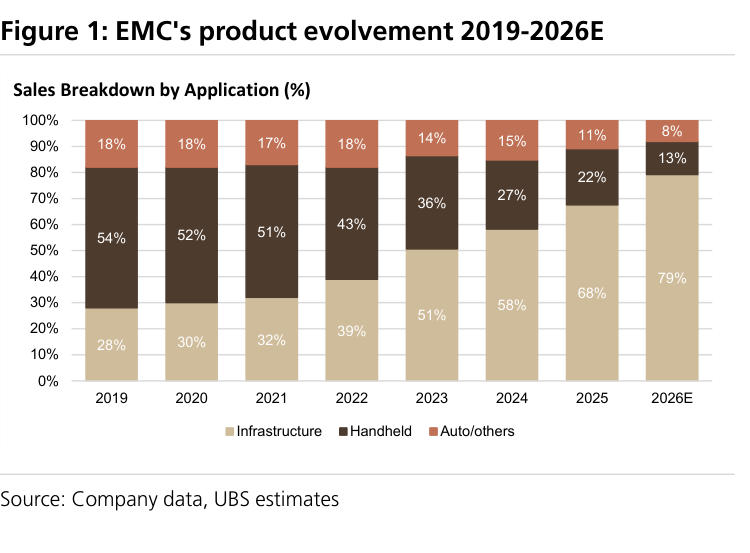 Figure 1: EMC's product evolvement 2019-2026E
Sales Breakdown by Application (%)
100%
90%
80%
70%
60%
50%
40%
30%
20%
10%
0%
18% 18% 17% 18% 14% 15% 11% 8%
54% 52% 51% 43% 36% 27% 22% 13%
28% 30% 32% 39% 51% 58% 68% 79%
2019 2020 2021 2022 2023 2024 2025 2026E
Infrastructure Handheld Auto/others
Source: Company data, UBS estimates